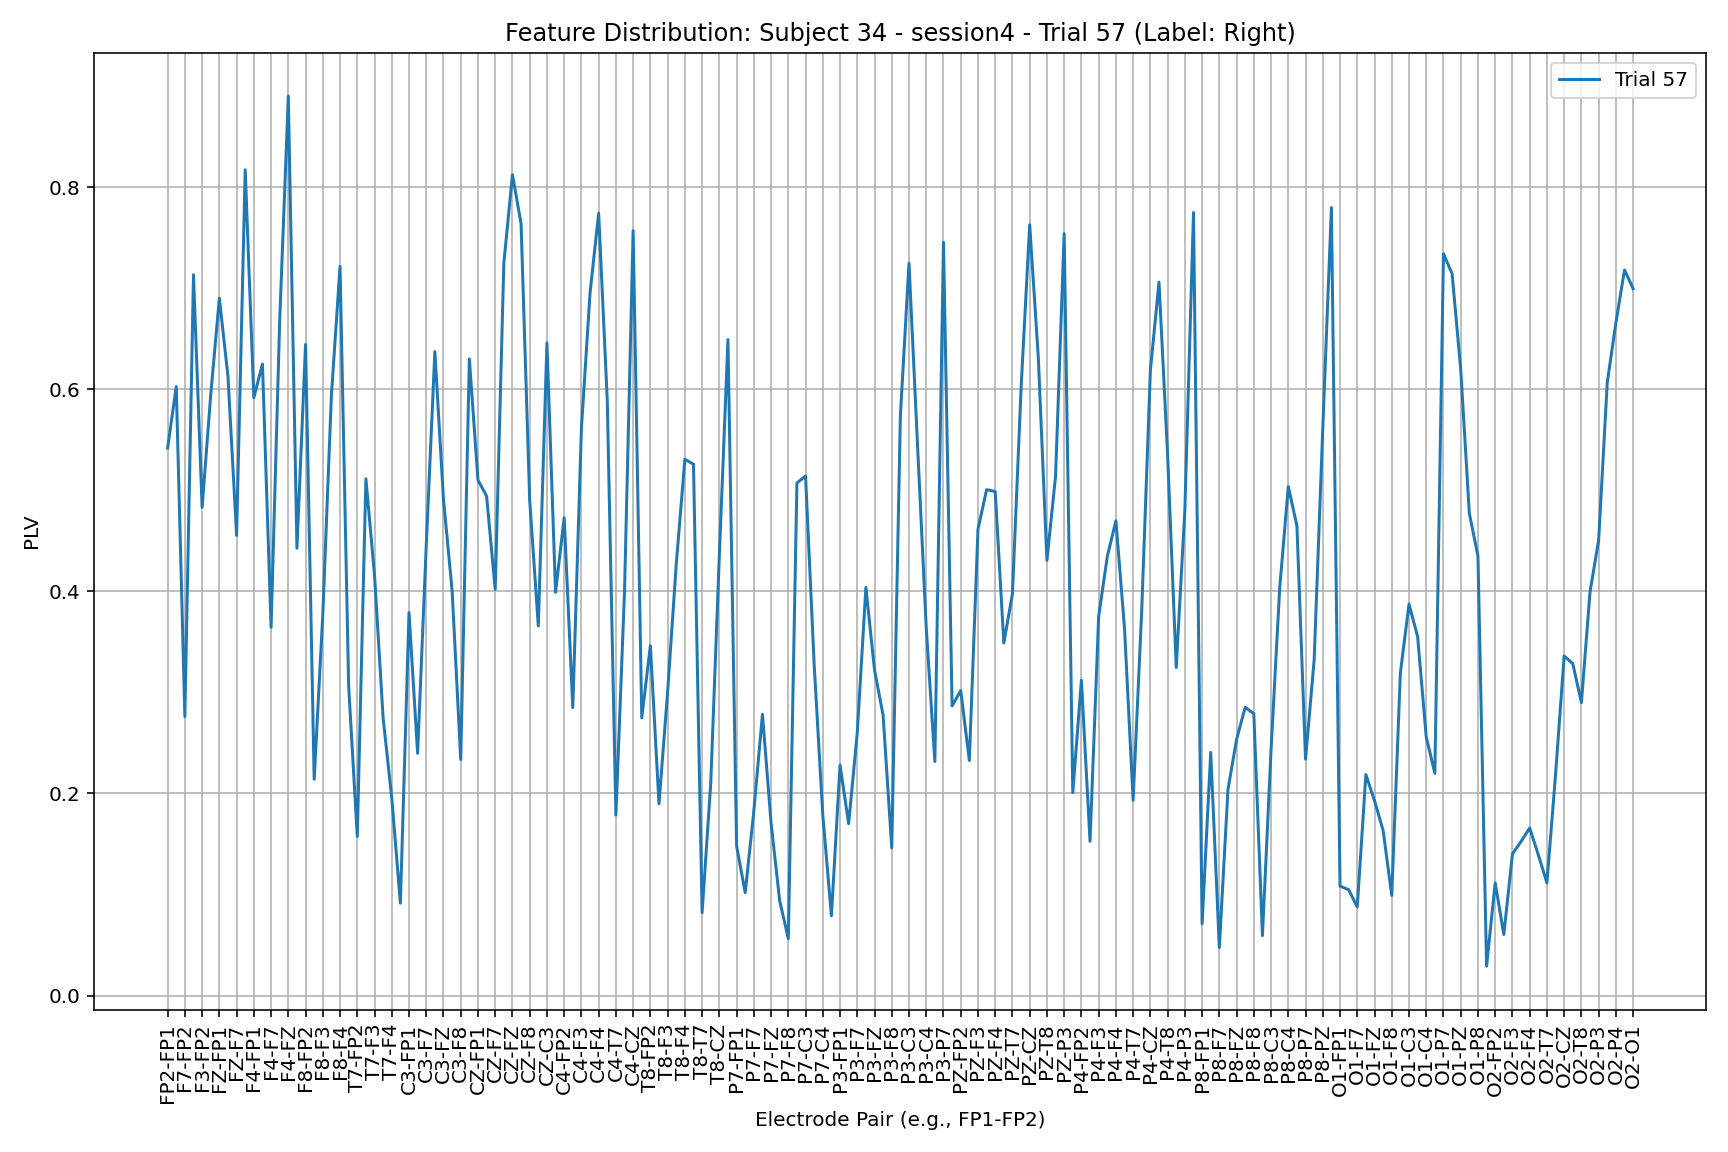 Feature Distribution: Subject 34 - session4 - Trial 57 (Label: Right)
Trial 57
PLV
0.8
0.6
0.4
0.2
0.0
FP2-FP1
F7-FP2
F3-FP2
FZ-FP1
FZ-F7
F4-FP1
F4-F7
F4-FZ
F8-FP2
F8-F3
F8-F4
T7-FP2
T7-F3
T7-F4
C3-FP1
C3-F7
C3-FZ
C3-F8
CZ-FP1
CZ-F7
CZ-FZ
CZ-F8
CZ-C3
C4-FP2
C4-F3
C4-F4
C4-T7
C4-CZ
T8-FP2
T8-F3
T8-F4
T8-T7
T8-CZ
P7-FP1
P7-F7
P7-FZ
P7-F8
P7-C3
P7-C4
P3-FP1
P3-F7
P3-FZ
P3-F8
P3-C3
P3-C4
P3-P7
PZ-FP2
PZ-F3
PZ-F4
PZ-T7
PZ-CZ
PZ-T8
PZ-P3
P4-FP2
P4-F3
P4-F4
P4-T7
P4-CZ
P4-T8
P4-P3
P8-FP1
P8-F7
P8-FZ
P8-F8
P8-C3
P8-C4
P8-P7
P8-PZ
O1-FP1
O1-F7
O1-FZ
O1-F8
O1-C3
O1-C4
O1-P7
O1-PZ
O1-P8
O2-FP2
O2-F3
O2-F4
O2-T7
O2-CZ
O2-T8
O2-P3
O2-P4
O2-O1
Electrode Pair (e.g., FP1-FP2)